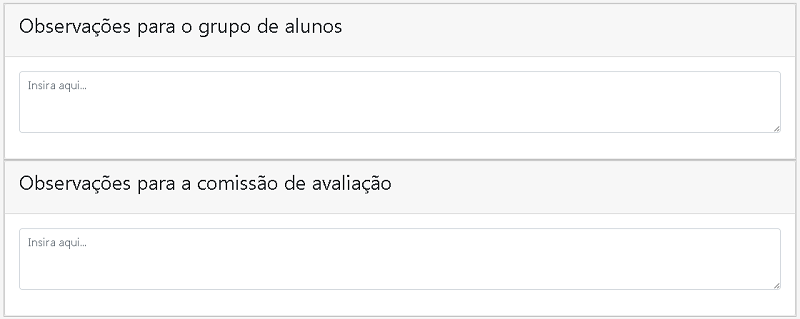 Observações para o grupo de alunos
Insira aqui...
Observações para a comissão de avaliação
Insira aqui...